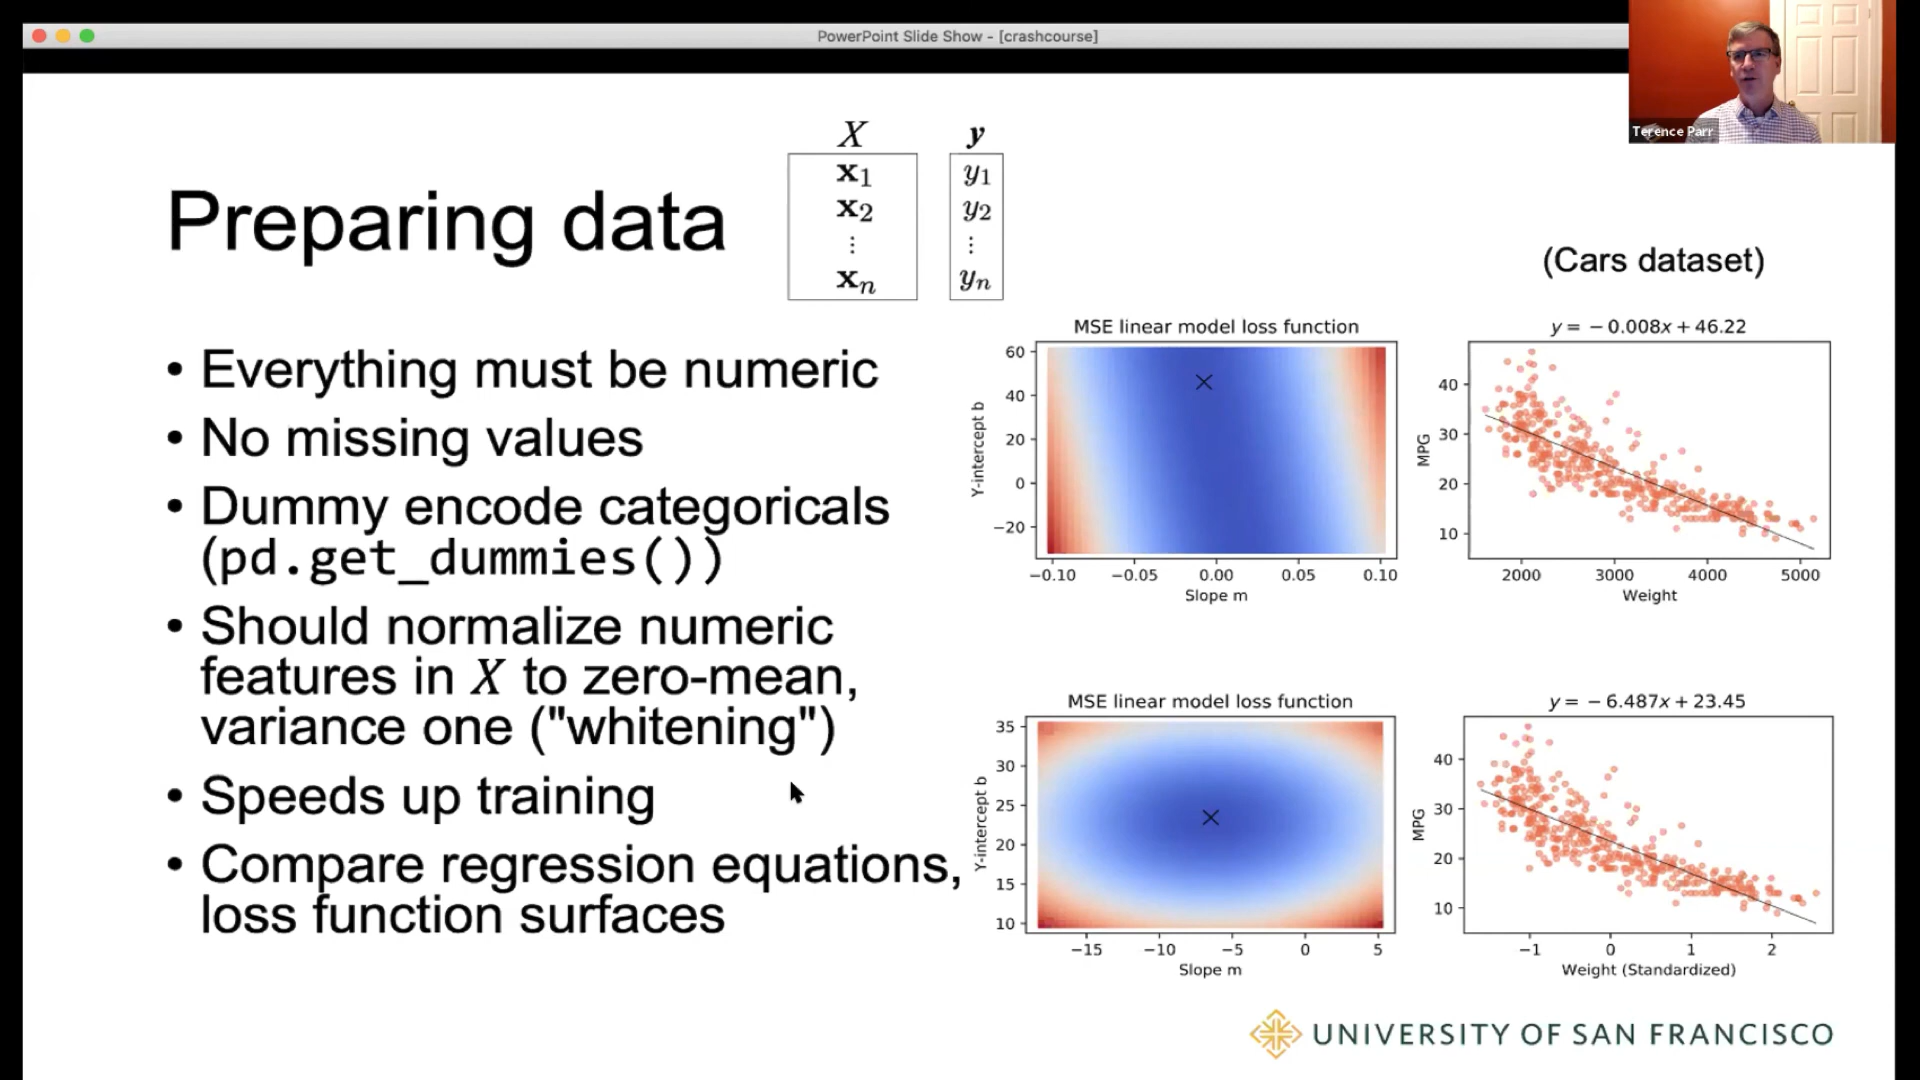 PowerPoint Slide Show - [crashcourse]
Terence Parr
Preparing data
X y
x1 y1
x2 y2
⋮ ⋮
xn yn
(Cars dataset)
• Everything must be numeric
• No missing values
• Dummy encode categoricals
(pd.get_dummies())
• Should normalize numeric
features in X to zero-mean,
variance one ("whitening")
• Speeds up training
• Compare regression equations,
loss function surfaces
MSE linear model loss function
60
40
20
0
−20
Y-intercept b
−0.10 −0.05 0.00 0.05 0.10
Slope m
y = −0.008x + 46.22
40
30
20
10
MPG
2000 3000 4000 5000
Weight
MSE linear model loss function
35
30
25
20
15
10
Y-intercept b
−15 −10 −5 0 5
Slope m
y = −6.487x + 23.45
40
30
20
10
MPG
−1 0 1 2
Weight (Standardized)
UNIVERSITY OF SAN FRANCISCO